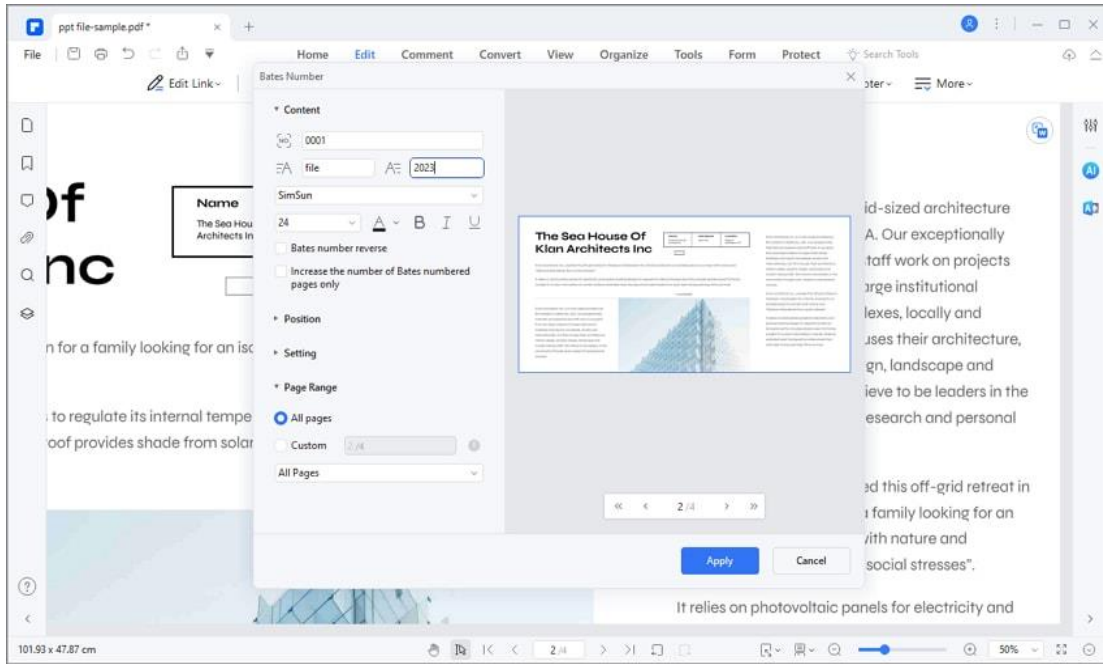 ppt file-sample.pdf *
File
Home Edit Comment Convert View Organize Tools Form Protect Search Tools
Edit Link
oter
More
Bates Number
Content
NO
0001
file
2023
SimSun
24
A B I U
Bates number reverse
Increase the number of Bates numbered
pages only
Position
Setting
Page Range
All pages
Custom
2 /4
All Pages
The Sea House Of
Klan Architects Inc
2 /4
Apply
Cancel
Of
nc
Name
The Sea Hou
Architects In
n for a family looking for an iso
to regulate its internal tempe
oof provides shade from solar
id-sized architecture
A. Our exceptionally
taff work on projects
arge institutional
lexes, locally and
uses their architecture,
gn, landscape and
ieve to be leaders in the
esearch and personal
ed this off-grid retreat in
a family looking for an
with nature and
social stresses".
It relies on photovoltaic panels for electricity and
AI
101.93 x 47.87 cm
2 /4
50%